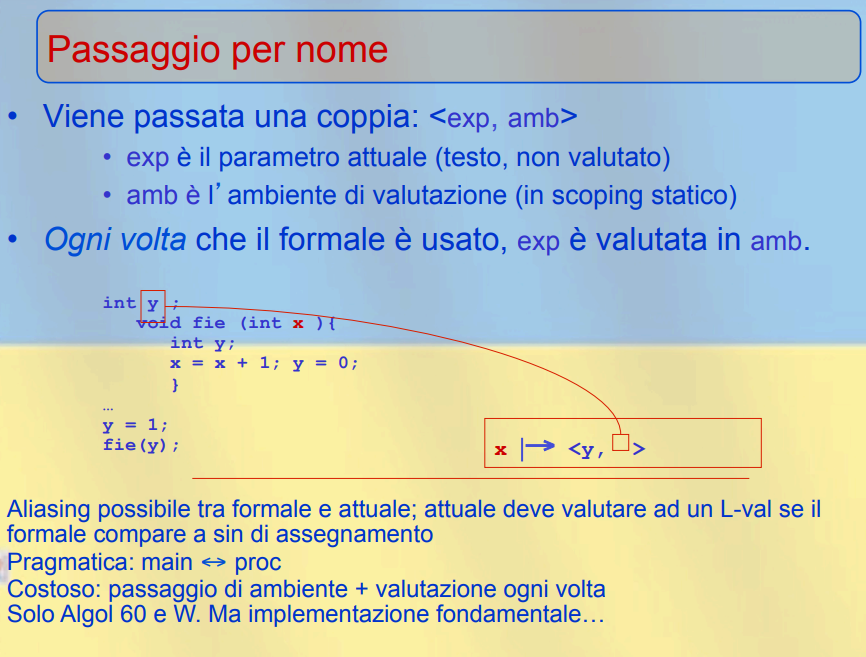 Passaggio per nome
• Viene passata una coppia: <exp, amb>
• exp è il parametro attuale (testo, non valutato)
• amb è l’ambiente di valutazione (in scoping statico)
• Ogni volta che il formale è usato, exp è valutata in amb.
int y ;
void fie (int x ){
int y;
x = x + 1; y = 0;
}
…
y = 1;
fie(y);
x |→ <y, □>
Aliasing possibile tra formale e attuale; attuale deve valutare ad un L-val se il
formale compare a sin di assegnamento
Pragmatica: main ↔ proc
Costoso: passaggio di ambiente + valutazione ogni volta
Solo Algol 60 e W. Ma implementazione fondamentale…